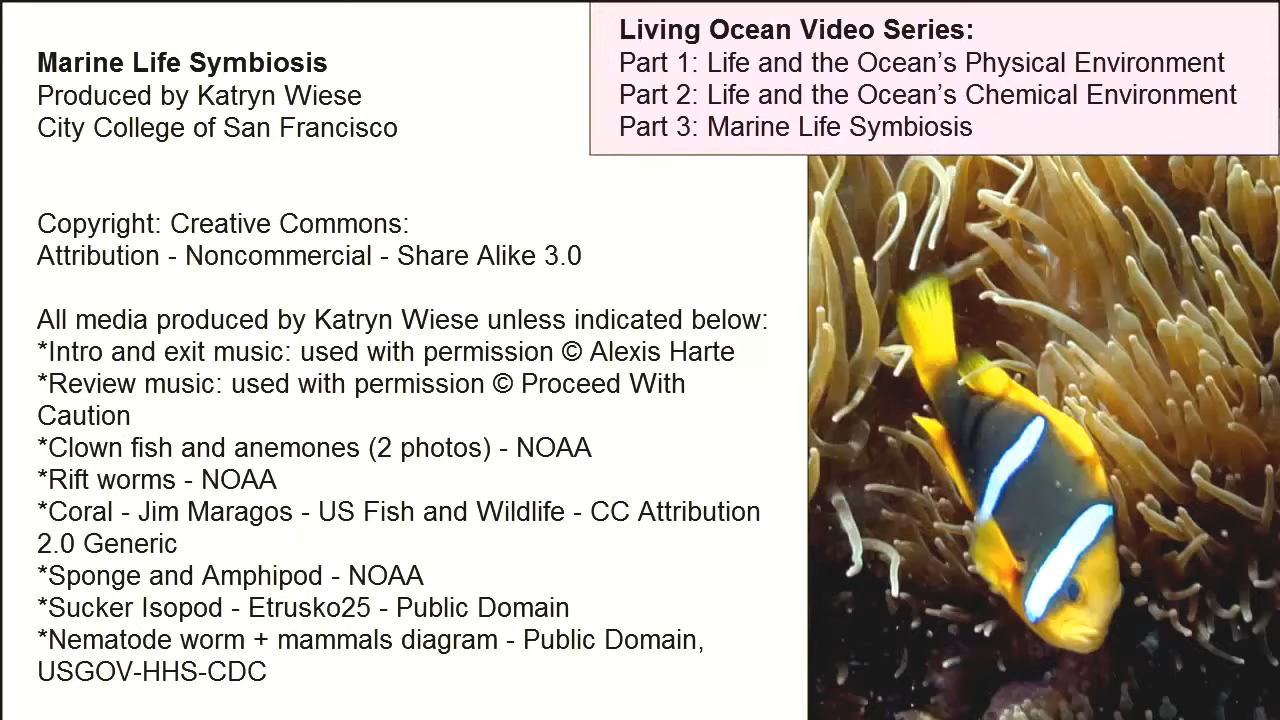 Marine Life Symbiosis
Produced by Katryn Wiese
City College of San Francisco
Living Ocean Video Series:
Part 1: Life and the Ocean’s Physical Environment
Part 2: Life and the Ocean’s Chemical Environment
Part 3: Marine Life Symbiosis
Copyright: Creative Commons:
Attribution - Noncommercial - Share Alike 3.0
All media produced by Katryn Wiese unless indicated below:
*Intro and exit music: used with permission © Alexis Harte
*Review music: used with permission © Proceed With
Caution
*Clown fish and anemones (2 photos) - NOAA
*Rift worms - NOAA
*Coral - Jim Maragos - US Fish and Wildlife - CC Attribution
2.0 Generic
*Sponge and Amphipod - NOAA
*Sucker Isopod - Etrusko25 - Public Domain
*Nematode worm + mammals diagram - Public Domain,
USGOV-HHS-CDC